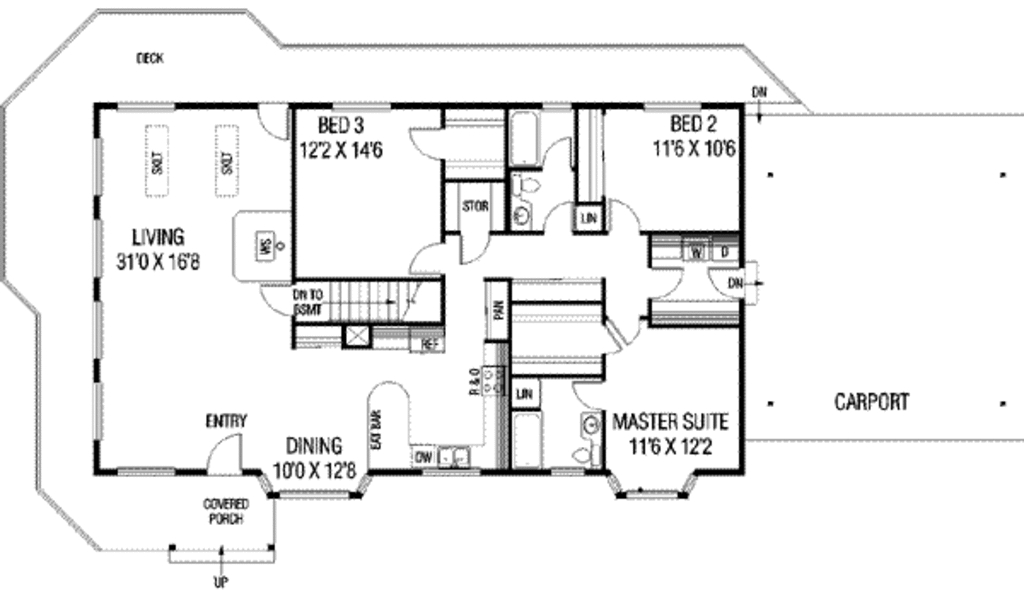 DECK
DN
BED 3
12'2 X 14'6
BED 2
11'6 X 10'6
SKLT
SKLT
STOR
LIN
LIVING
31'0 X 16'8
WS
W
D
DN
DN TO
BSMT
PAN
REF
R & O
LIN
CARPORT
ENTRY
EAT BAR
MASTER SUITE
11'6 X 12'2
DINING
10'0 X 12'8
DW
COVERED
PORCH
UP